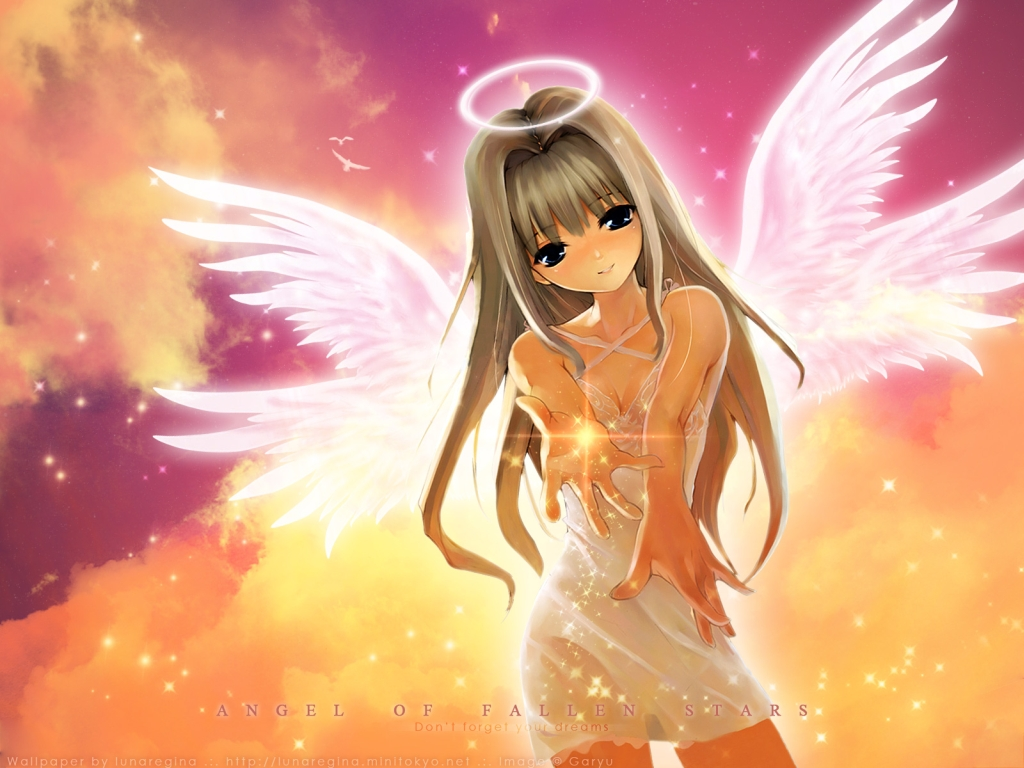 ANGEL OF FALLEN STARS
Don't forget your dreams
Wallpaper by lunaregina .:. http://lunaregina.minitokyo.net .:. Image © Garyu